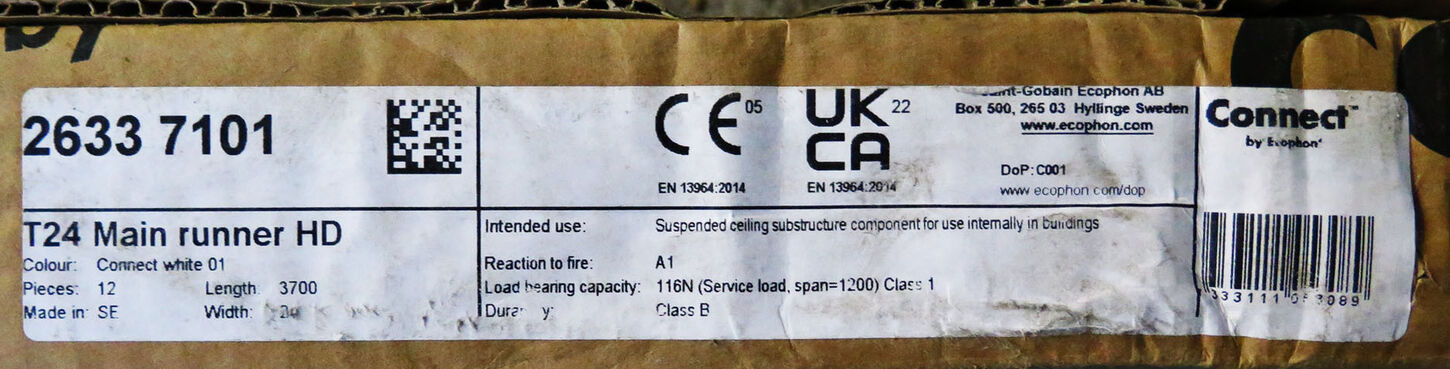 by
2633 7101
T24 Main runner HD
Colour: Connect white 01
Pieces: 12 Length: 3700
Made in: SE Width:
CE 05
EN 13964:2014
UK CA 22
EN 13964:2014
Saint-Gobain Ecophon AB
Box 500, 265 03 Hyllinge Sweden
www.ecophon.com
DoP: C001
www.ecophon.com/dop
Intended use: Suspended ceiling substructure component for use internally in buildings
Reaction to fire: A1
Load bearing capacity: 116N (Service load, span=1200) Class 1
Class B
Connect™
by Ecophon®